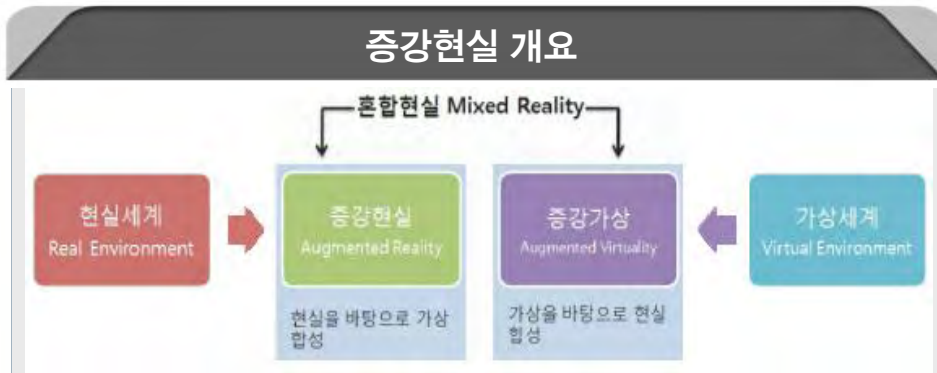 증강현실 개요
혼합현실 Mixed Reality
현실세계
Real Environment
증강현실
Augmented Reality
현실을 바탕으로 가상
합성
증강가상
Augmented Virtuality
가상을 바탕으로 현실
합성
가상세계
Virtual Environment